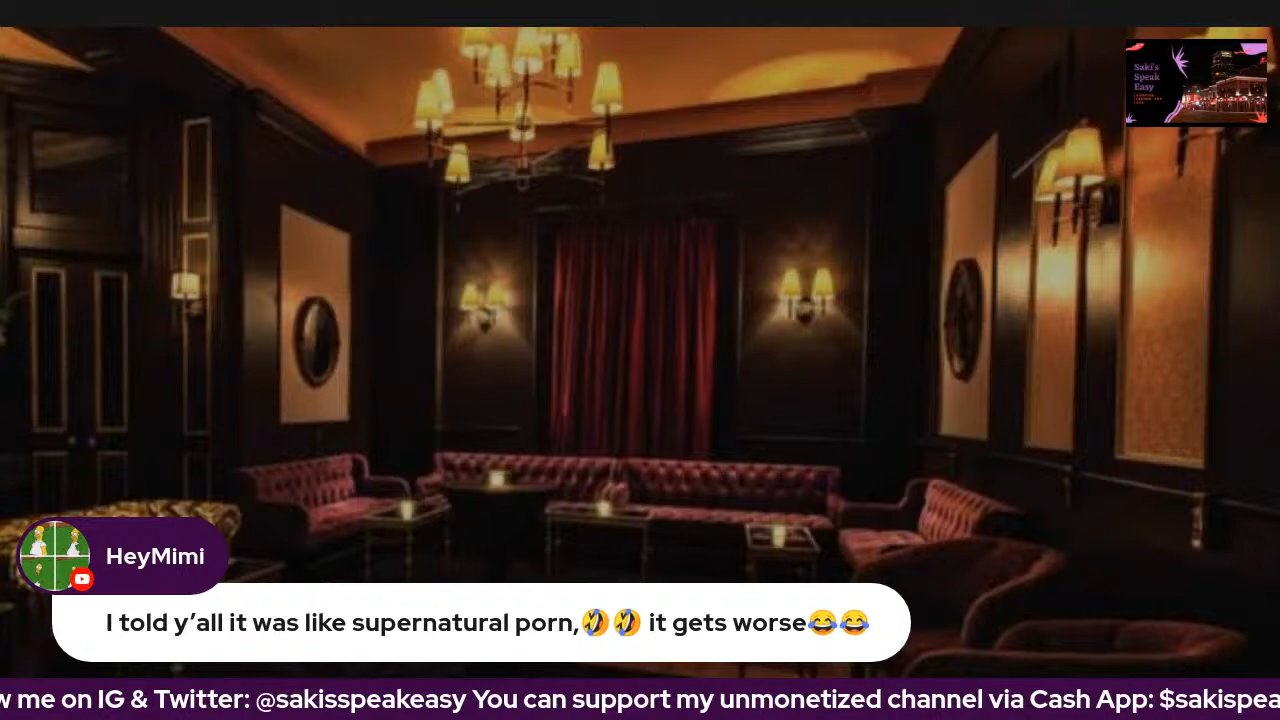 Saki's
Speak
Easy
HeyMimi
I told y’all it was like supernatural porn,🤣🤣 it gets worse😂😂
w me on IG & Twitter: @sakisspeakeasy You can support my unmonetized channel via Cash App: $sakispea